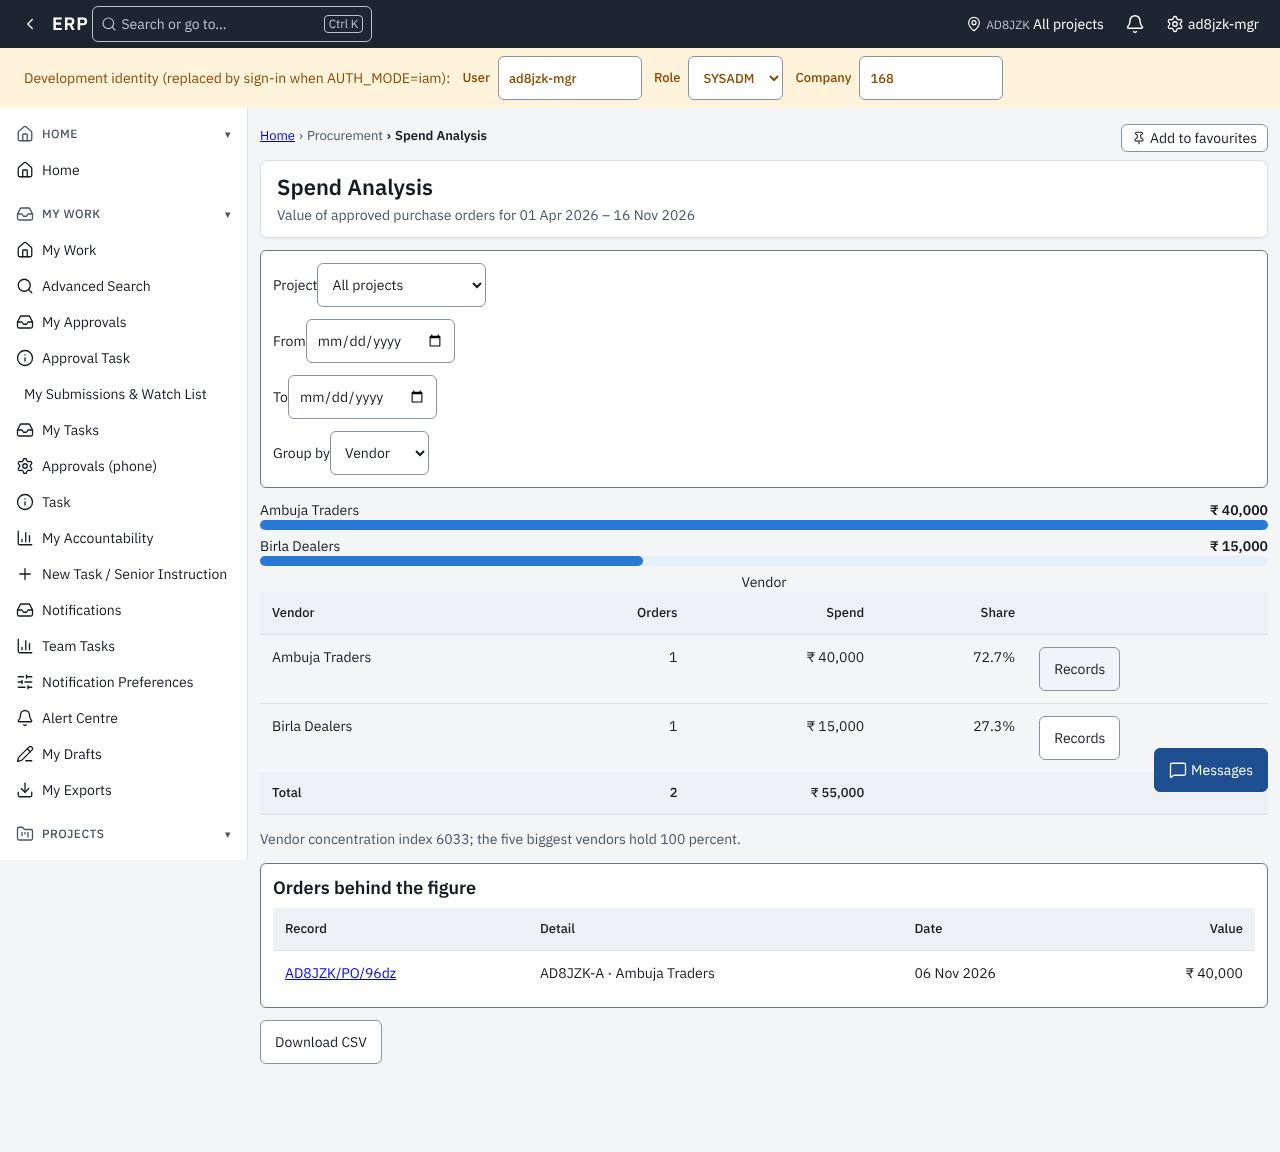 ERP Search or go to... Ctrl K AD8JZK All projects ad8jzk-mgr
Development identity (replaced by sign-in when AUTH_MODE=iam): User ad8jzk-mgr Role SYSADM Company 168
HOME
Home
MY WORK
My Work
Advanced Search
My Approvals
Approval Task
My Submissions & Watch List
My Tasks
Approvals (phone)
Task
My Accountability
New Task / Senior Instruction
Notifications
Team Tasks
Notification Preferences
Alert Centre
My Drafts
My Exports
PROJECTS
Home › Procurement › Spend Analysis
Add to favourites
Spend Analysis
Value of approved purchase orders for 01 Apr 2026 – 16 Nov 2026
Project All projects
From mm/dd/yyyy
To mm/dd/yyyy
Group by Vendor
Ambuja Traders ₹ 40,000
Birla Dealers ₹ 15,000
Vendor
Vendor Orders Spend Share
Ambuja Traders 1 ₹ 40,000 72.7% Records
Birla Dealers 1 ₹ 15,000 27.3% Records
Messages
Total 2 ₹ 55,000
Vendor concentration index 6033; the five biggest vendors hold 100 percent.
Orders behind the figure
Record Detail Date Value
AD8JZK/PO/96dz AD8JZK-A · Ambuja Traders 06 Nov 2026 ₹ 40,000
Download CSV